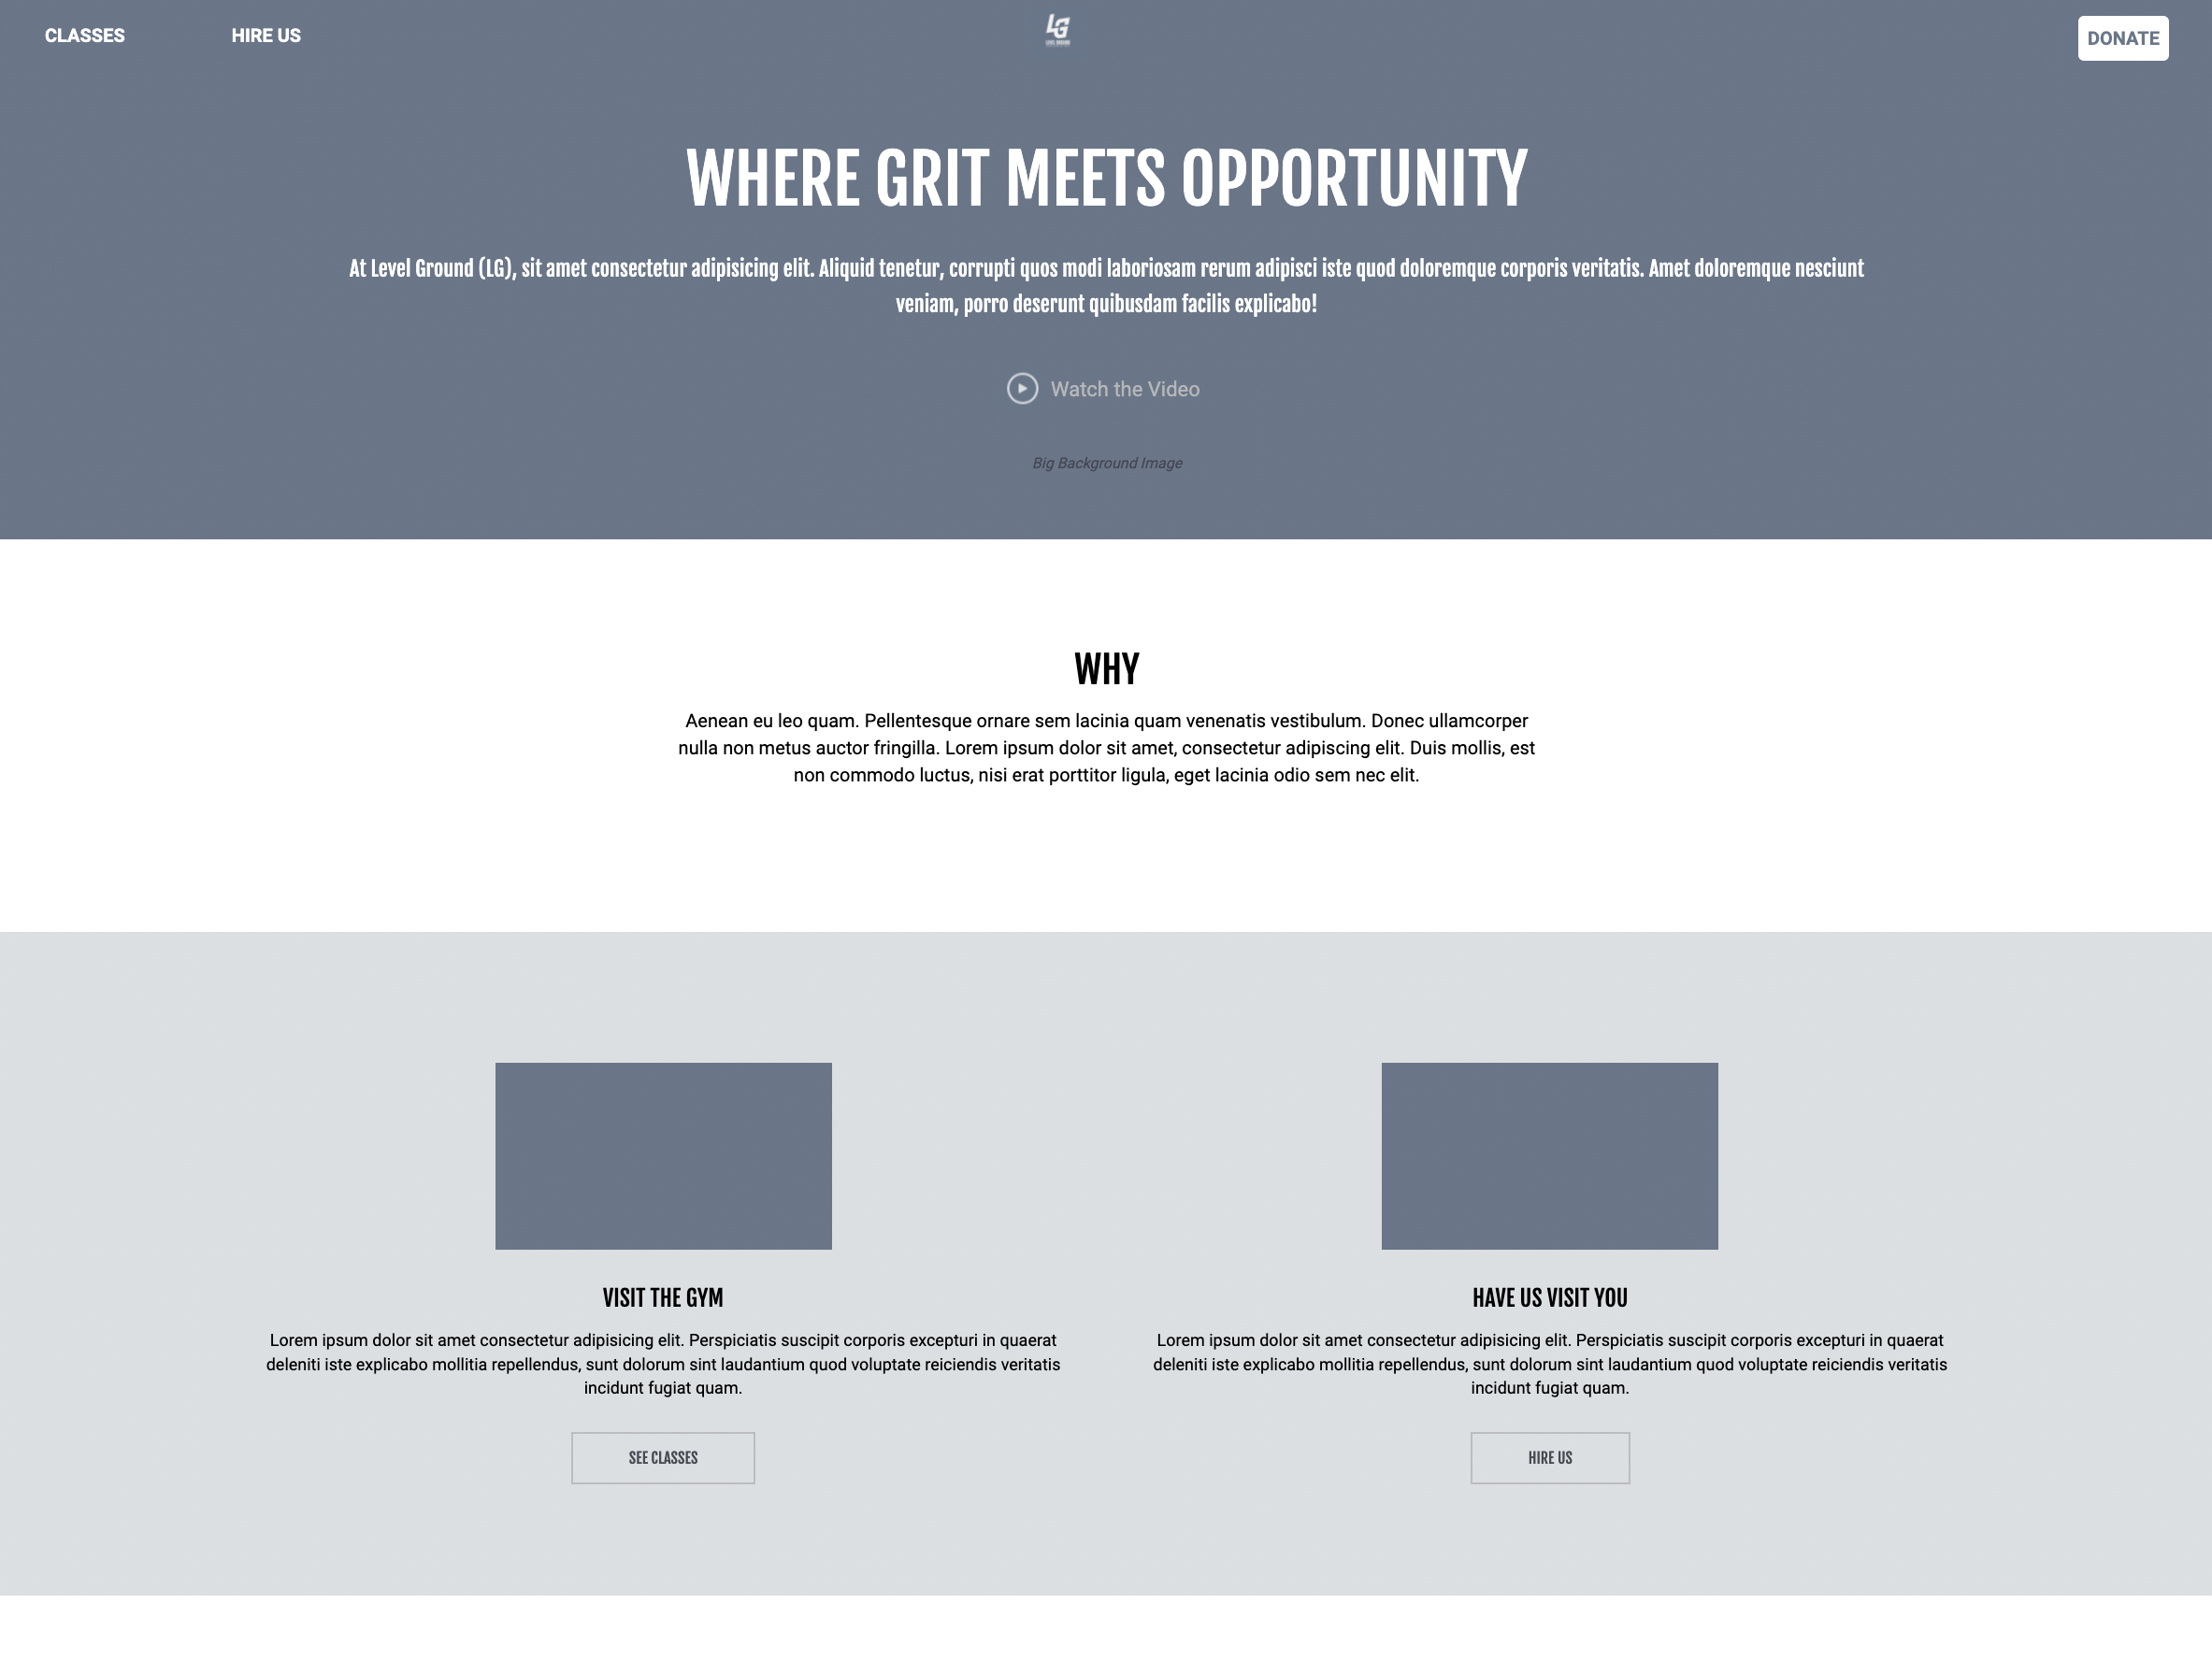 CLASSES
HIRE US
LG
DONATE
WHERE GRIT MEETS OPPORTUNITY
At Level Ground (LG), sit amet consectetur adipisicing elit. Aliquid tenetur, corrupti quos modi laboriosam rerum adipisci iste quod doloremque corporis veritatis. Amet doloremque nesciunt
veniam, porro deserunt quibusdam facilis explicabo!
Watch the Video
Big Background Image
WHY
Aenean eu leo quam. Pellentesque ornare sem lacinia quam venenatis vestibulum. Donec ullamcorper
nulla non metus auctor fringilla. Lorem ipsum dolor sit amet, consectetur adipiscing elit. Duis mollis, est
non commodo luctus, nisi erat porttitor ligula, eget lacinia odio sem nec elit.
VISIT THE GYM
Lorem ipsum dolor sit amet consectetur adipisicing elit. Perspiciatis suscipit corporis excepturi in quaerat
deleniti iste explicabo mollitia repellendus, sunt dolorum sint laudantium quod voluptate reiciendis veritatis
incidunt fugiat quam.
SEE CLASSES
HAVE US VISIT YOU
Lorem ipsum dolor sit amet consectetur adipisicing elit. Perspiciatis suscipit corporis excepturi in quaerat
deleniti iste explicabo mollitia repellendus, sunt dolorum sint laudantium quod voluptate reiciendis veritatis
incidunt fugiat quam.
HIRE US